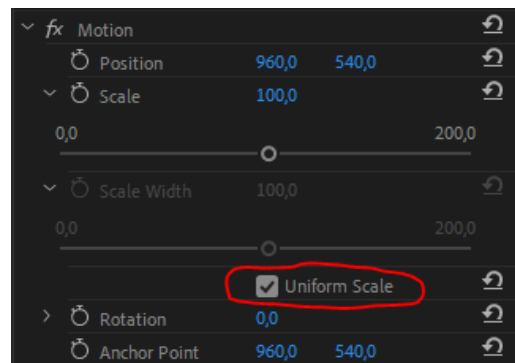 fx Motion
Position 960,0 540,0
Scale 100,0
0,0 200,0
Scale Width 100,0
0,0 200,0
Uniform Scale
Rotation 0,0
Anchor Point 960,0 540,0